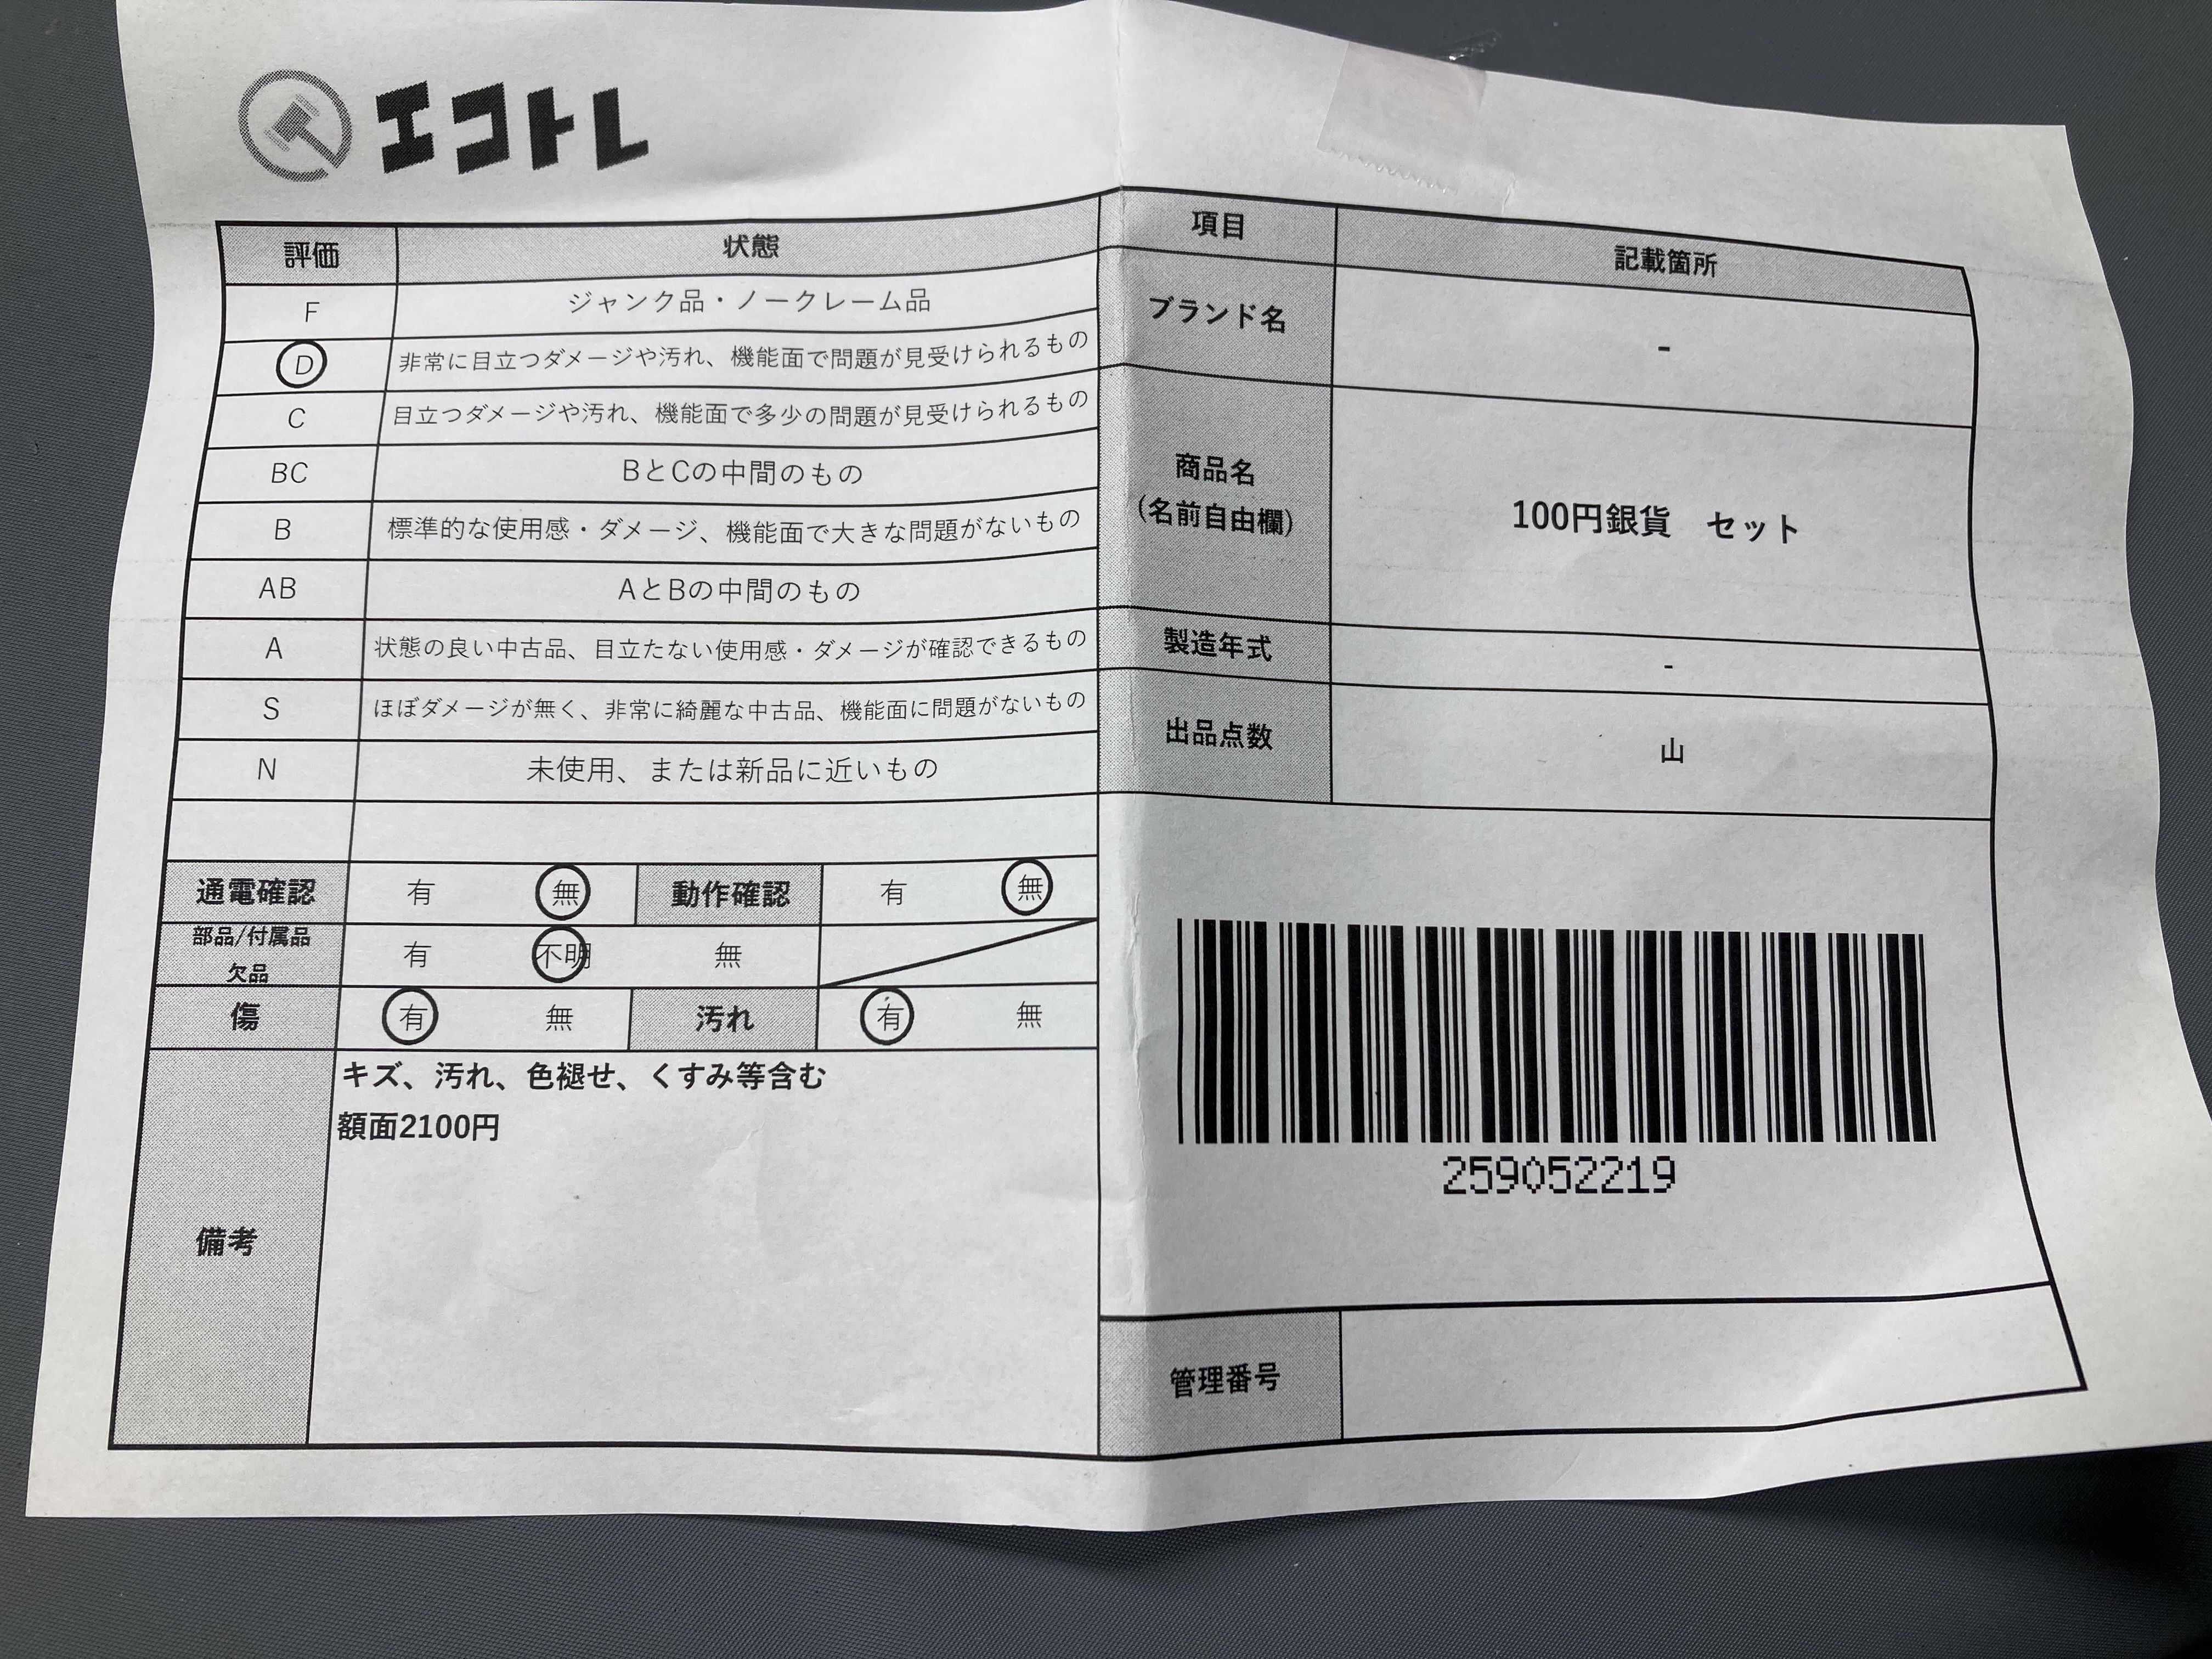 エコトレ
評価 状態
F ジャンク品・ノークレーム品
D 非常に目立つダメージや汚れ、機能面で問題が見受けられるもの
C 目立つダメージや汚れ、機能面で多少の問題が見受けられるもの
BC BとCの中間のもの
B 標準的な使用感・ダメージ、機能面で大きな問題がないもの
AB AとBの中間のもの
A 状態の良い中古品、目立たない使用感・ダメージが確認できるもの
S ほぼダメージが無く、非常に綺麗な中古品、機能面に問題がないもの
N 未使用、または新品に近いもの
通電確認 有 無 動作確認 有 無
部品/付属品
欠品 有 不明 無
傷 有 無 汚れ 有 無
備考
キズ、汚れ、色褪せ、くすみ等含む
額面2100円
項目 記載箇所
ブランド名 -
商品名
(名前自由欄)
100円銀貨 セット
製造年式 -
出品点数 山
259052219
管理番号